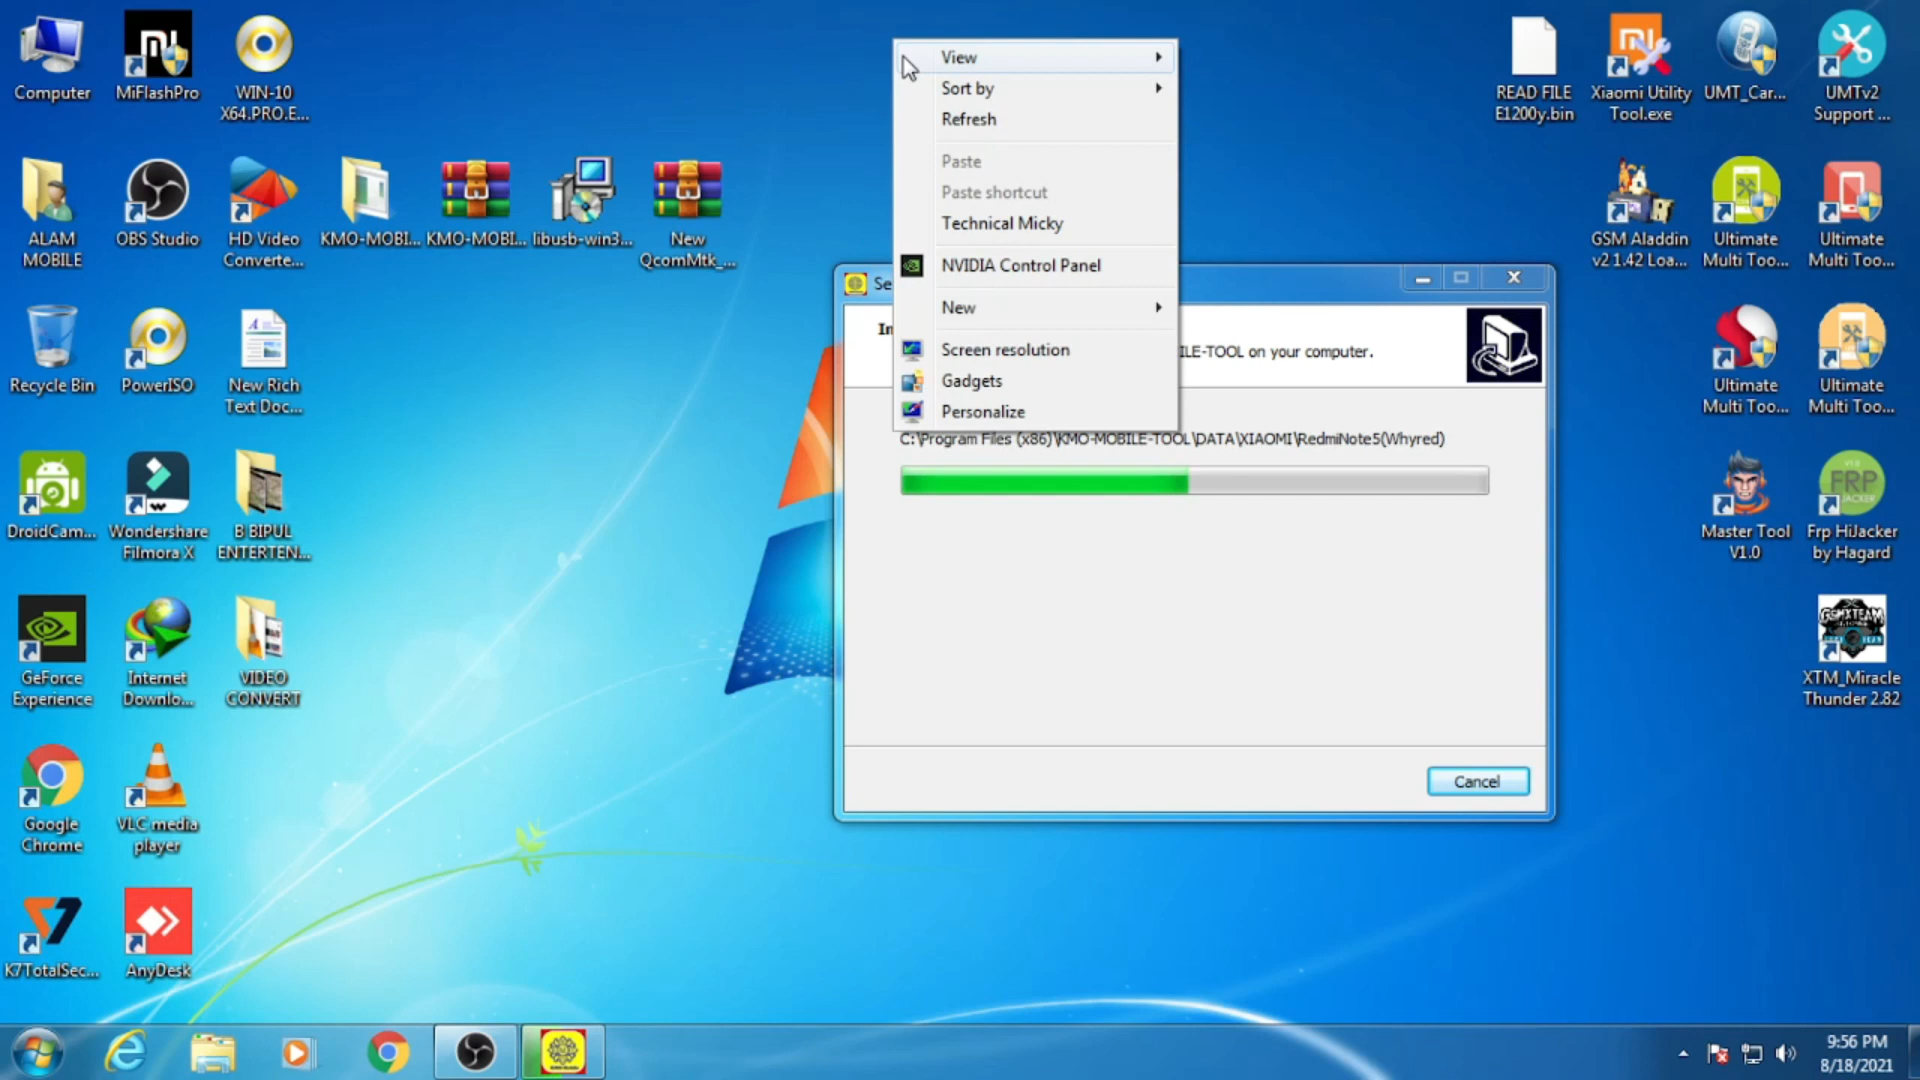 Computer
MiFlashPro
WIN-10
X64.PRO.E...
READ FILE
E1200y.bin
Xiaomi Utility
Tool.exe
UMT_Car...
UMTv2
Support ...
ALAM
MOBILE
OBS Studio
HD Video
Converte...
KMO-MOBI...
KMO-MOBI...
libusb-win3...
New
QcomMtk_...
GSM Aladdin
v2 1.42 Loa...
Ultimate
Multi Too...
Ultimate
Multi Too...
Recycle Bin
PowerISO
New Rich
Text Doc...
Ultimate
Multi Too...
Ultimate
Multi Too...
DroidCam...
Wondershare
Filmora X
B BIPUL
ENTERTEN...
Master Tool
V1.0
FRP
Frp HiJacker
by Hagard
GeForce
Experience
Internet
Downlo...
VIDEO
CONVERT
GSMXTEAM
XTM_Miracle
Thunder 2.82
Google
Chrome
VLC media
player
K7TotalSec...
AnyDesk
View
Sort by
Refresh
Paste
Paste shortcut
Technical Micky
NVIDIA Control Panel
New
Screen resolution
Gadgets
Personalize
Se
In
ILE-TOOL on your computer.
C:\Program Files (x86)\KMO-MOBILE-TOOL\DATA\XIAOMI\RedmiNote5(Whyred)
Cancel
9:56 PM
8/18/2021